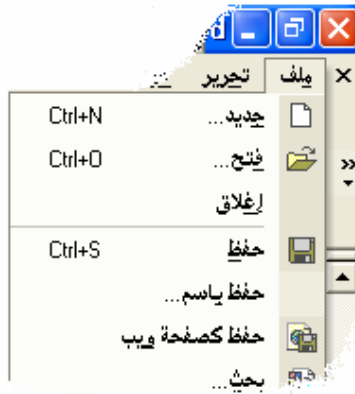 d
ملف تحرير
جديد... Ctrl+N
فتح... Ctrl+O
إغلاق
حفظ Ctrl+S
حفظ باسم...
حفظ كصفحة ويب
بحث...